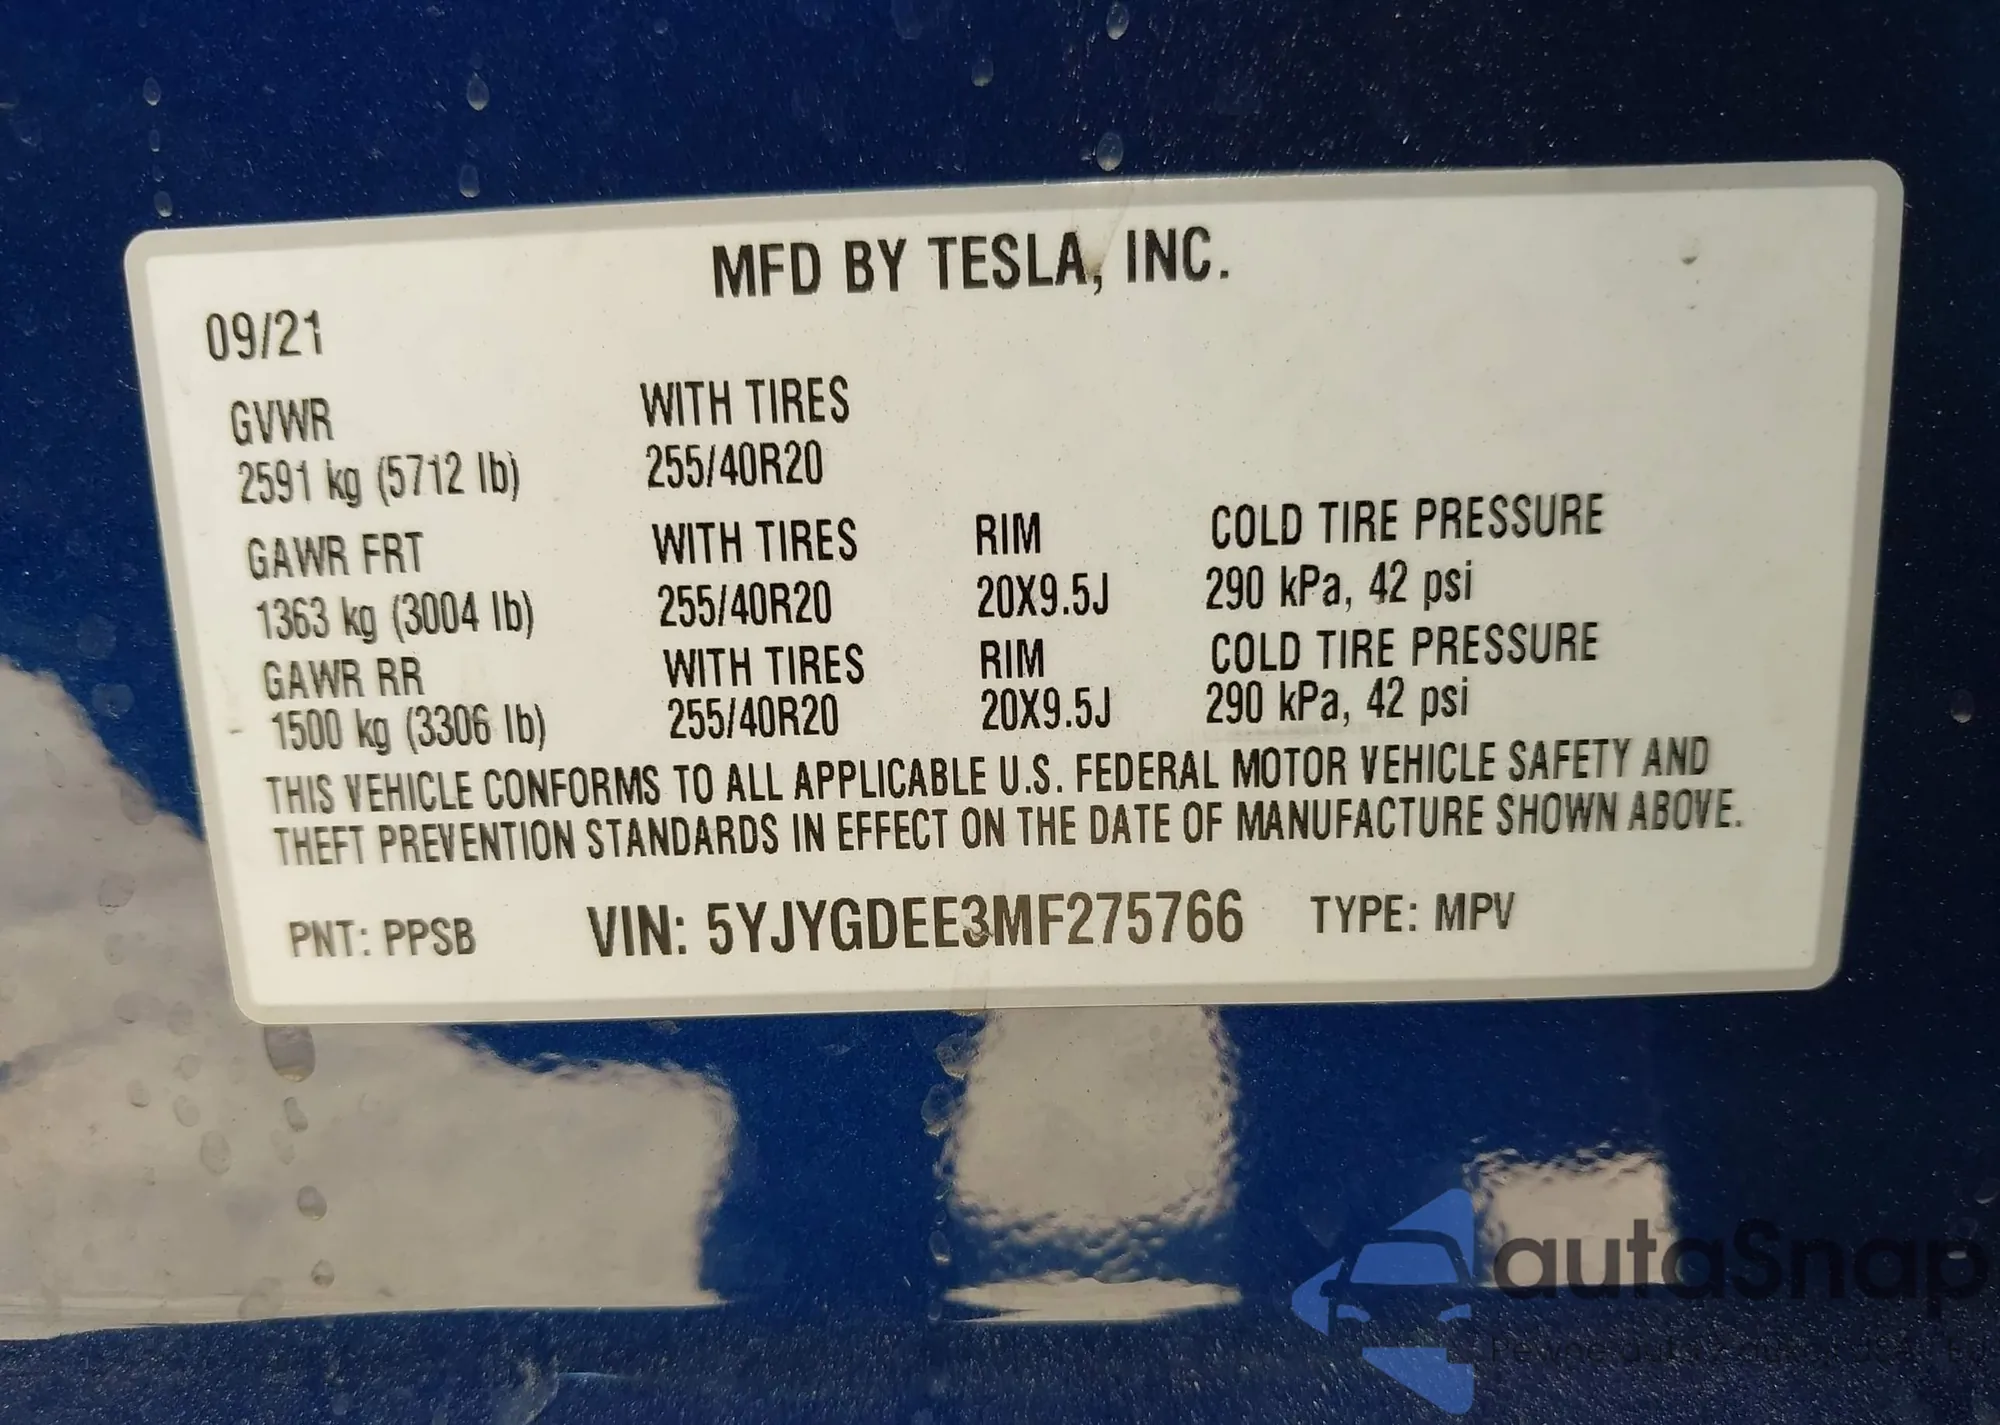 MFD BY TESLA, INC.
09/21
GVWR WITH TIRES
2591 kg (5712 lb) 255/40R20
GAWR FRT WITH TIRES RIM COLD TIRE PRESSURE
1363 kg (3004 lb) 255/40R20 20X9.5J 290 kPa, 42 psi
GAWR RR WITH TIRES RIM COLD TIRE PRESSURE
1500 kg (3306 lb) 255/40R20 20X9.5J 290 kPa, 42 psi
THIS VEHICLE CONFORMS TO ALL APPLICABLE U.S. FEDERAL MOTOR VEHICLE SAFETY AND
THEFT PREVENTION STANDARDS IN EFFECT ON THE DATE OF MANUFACTURE SHOWN ABOVE.
PNT: PPSB VIN: 5YJYGDEE3MF275766 TYPE: MPV
autaSnap